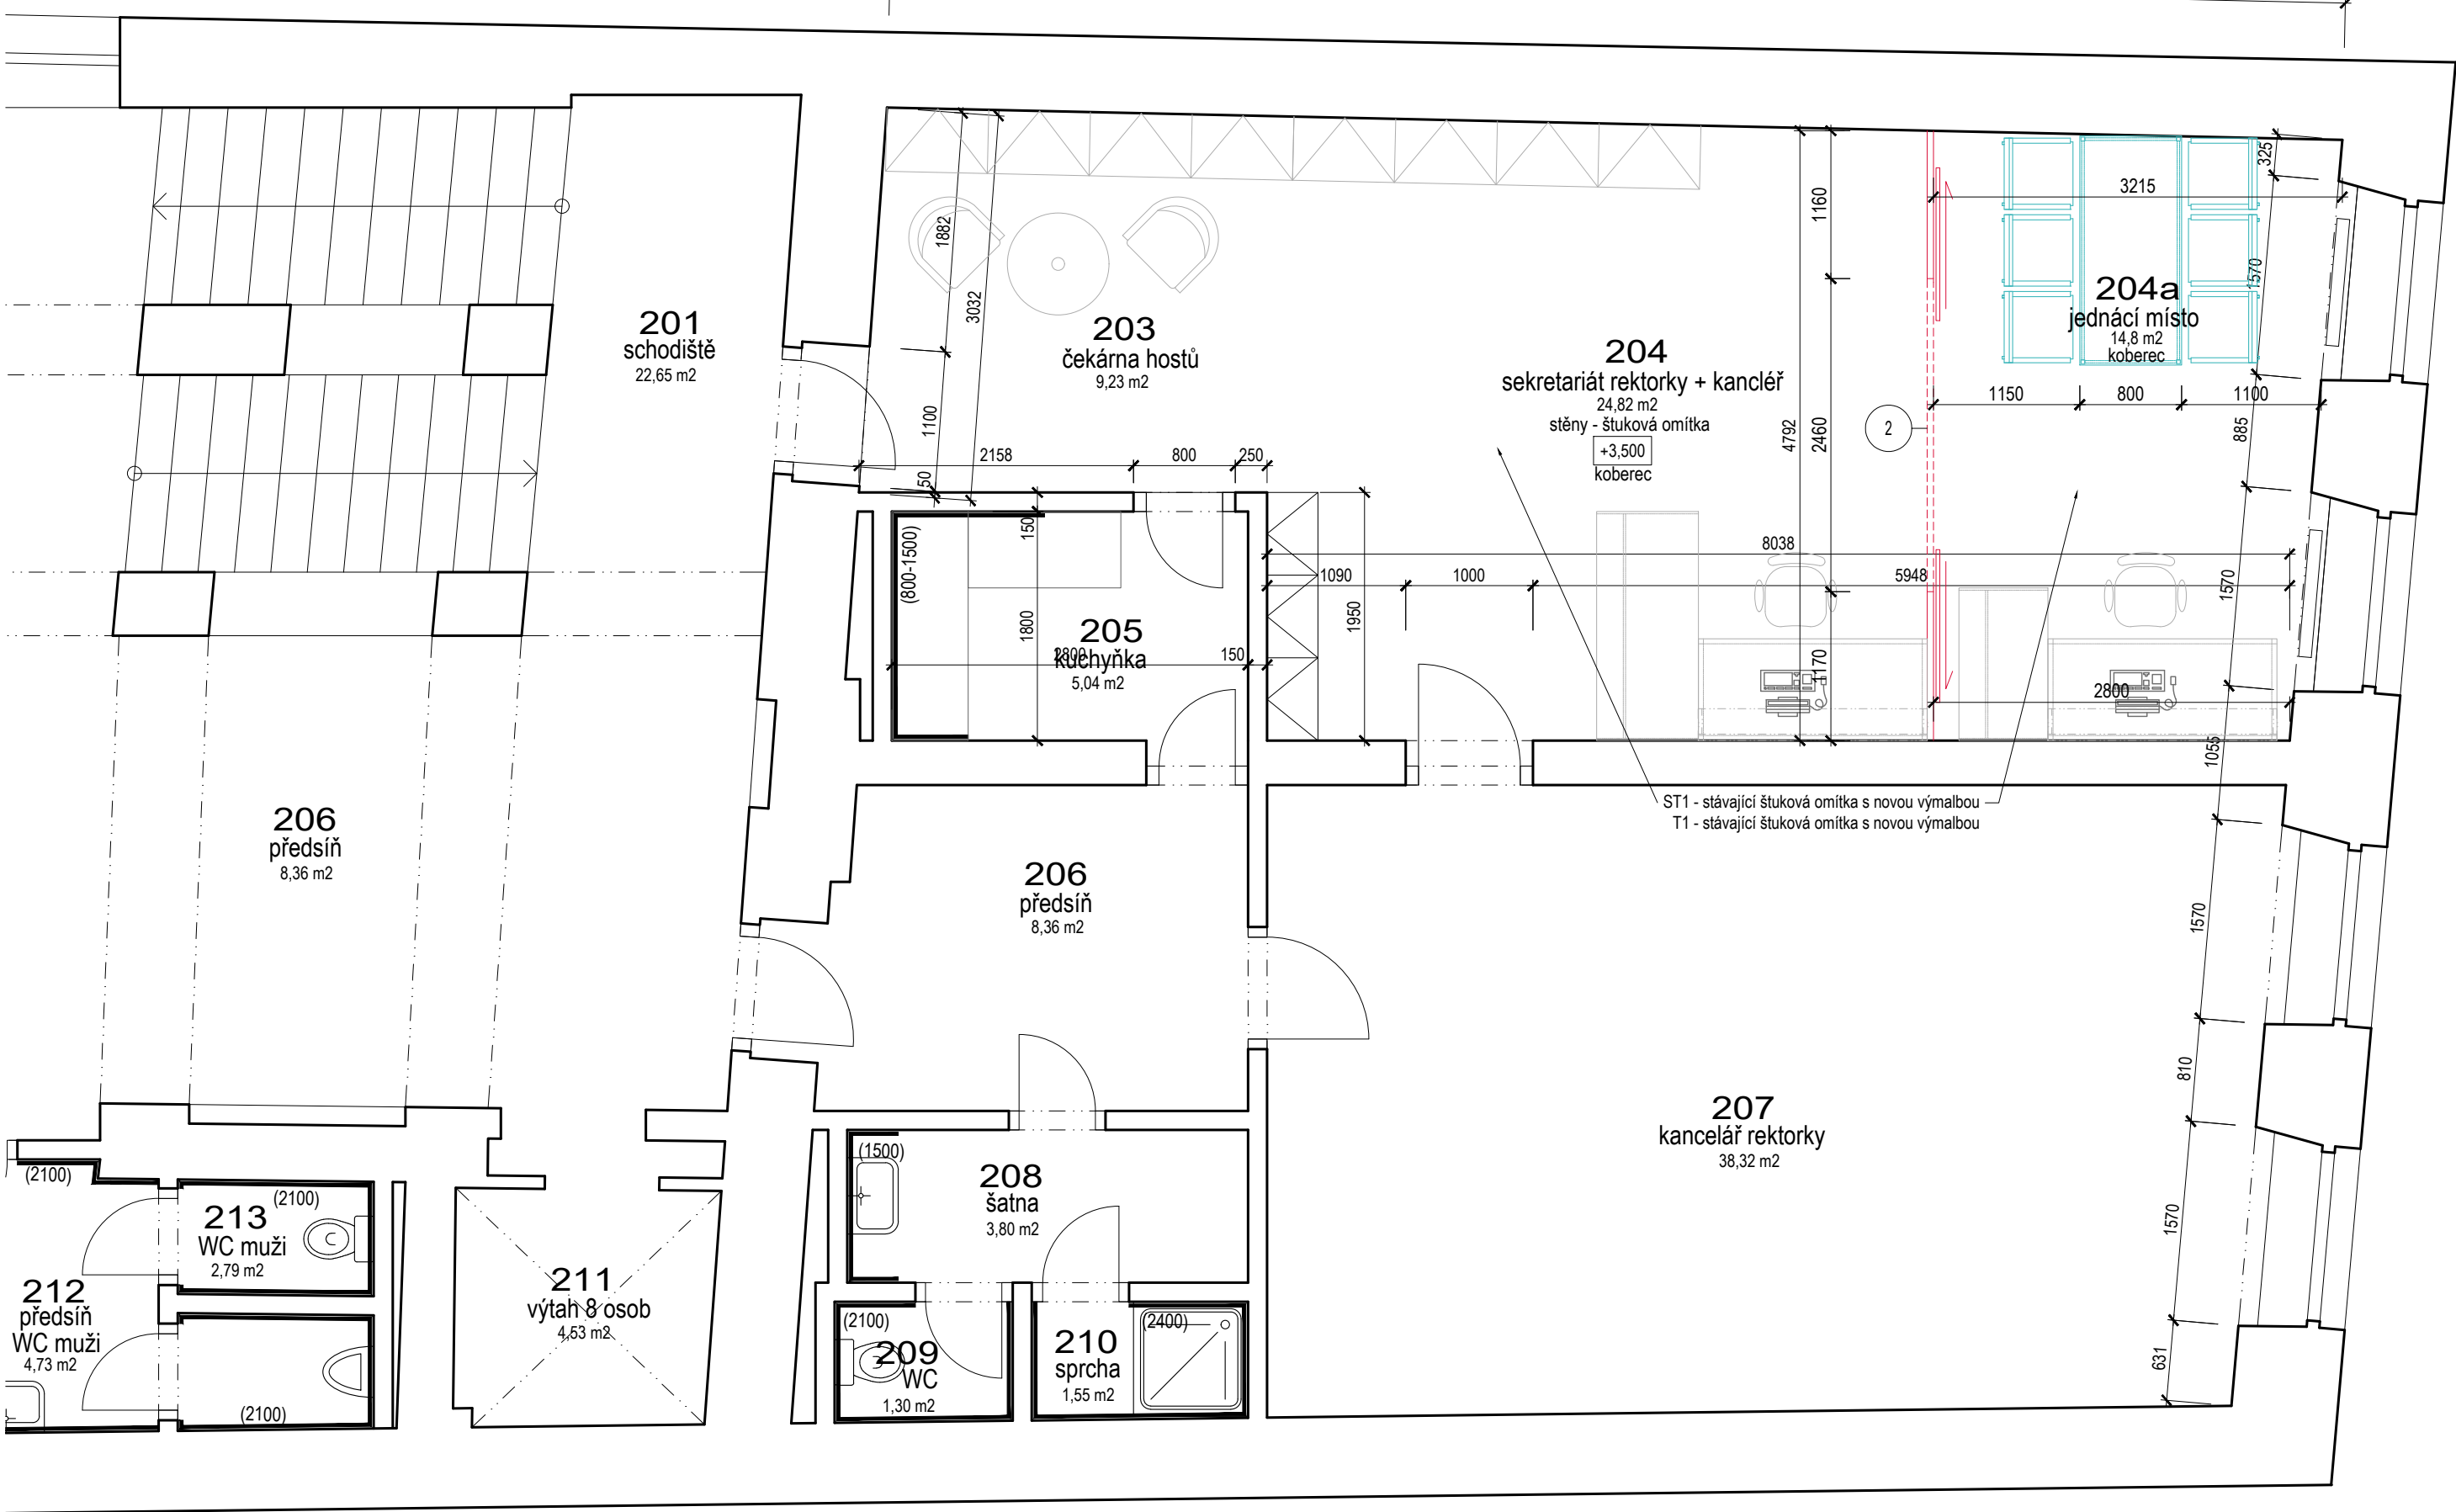 325
3215
1160
1882
3032
1570
201
schodiště
22,65 m2
203
čekárna hostů
9,23 m2
204
sekretariát rektorky + kancléř
24,82 m2
stěny - štuková omítka
+3,500
koberec
204a
jednácí místo
14,8 m2
koberec
1150
800
1100
1100
2
885
4792
2460
2158
800
250
50
150
(800-1500)
8038
1090
1000
5948
1570
1950
1800
205
kuchyňka
5,04 m2
2800
150
1170
2800
1055
ST1 - stávající štuková omítka s novou výmalbou
T1 - stávající štuková omítka s novou výmalbou
206
předsíň
8,36 m2
206
předsíň
8,36 m2
1570
810
207
kancelář rektorky
38,32 m2
(1500)
208
šatna
3,80 m2
(2100)
(2100)
213
WC muži
2,79 m2
1570
212
předsíň
WC muži
4,73 m2
211
výtah 8 osob
4,53 m2
(2100)
209
WC
1,30 m2
(2400)
210
sprcha
1,55 m2
631
(2100)